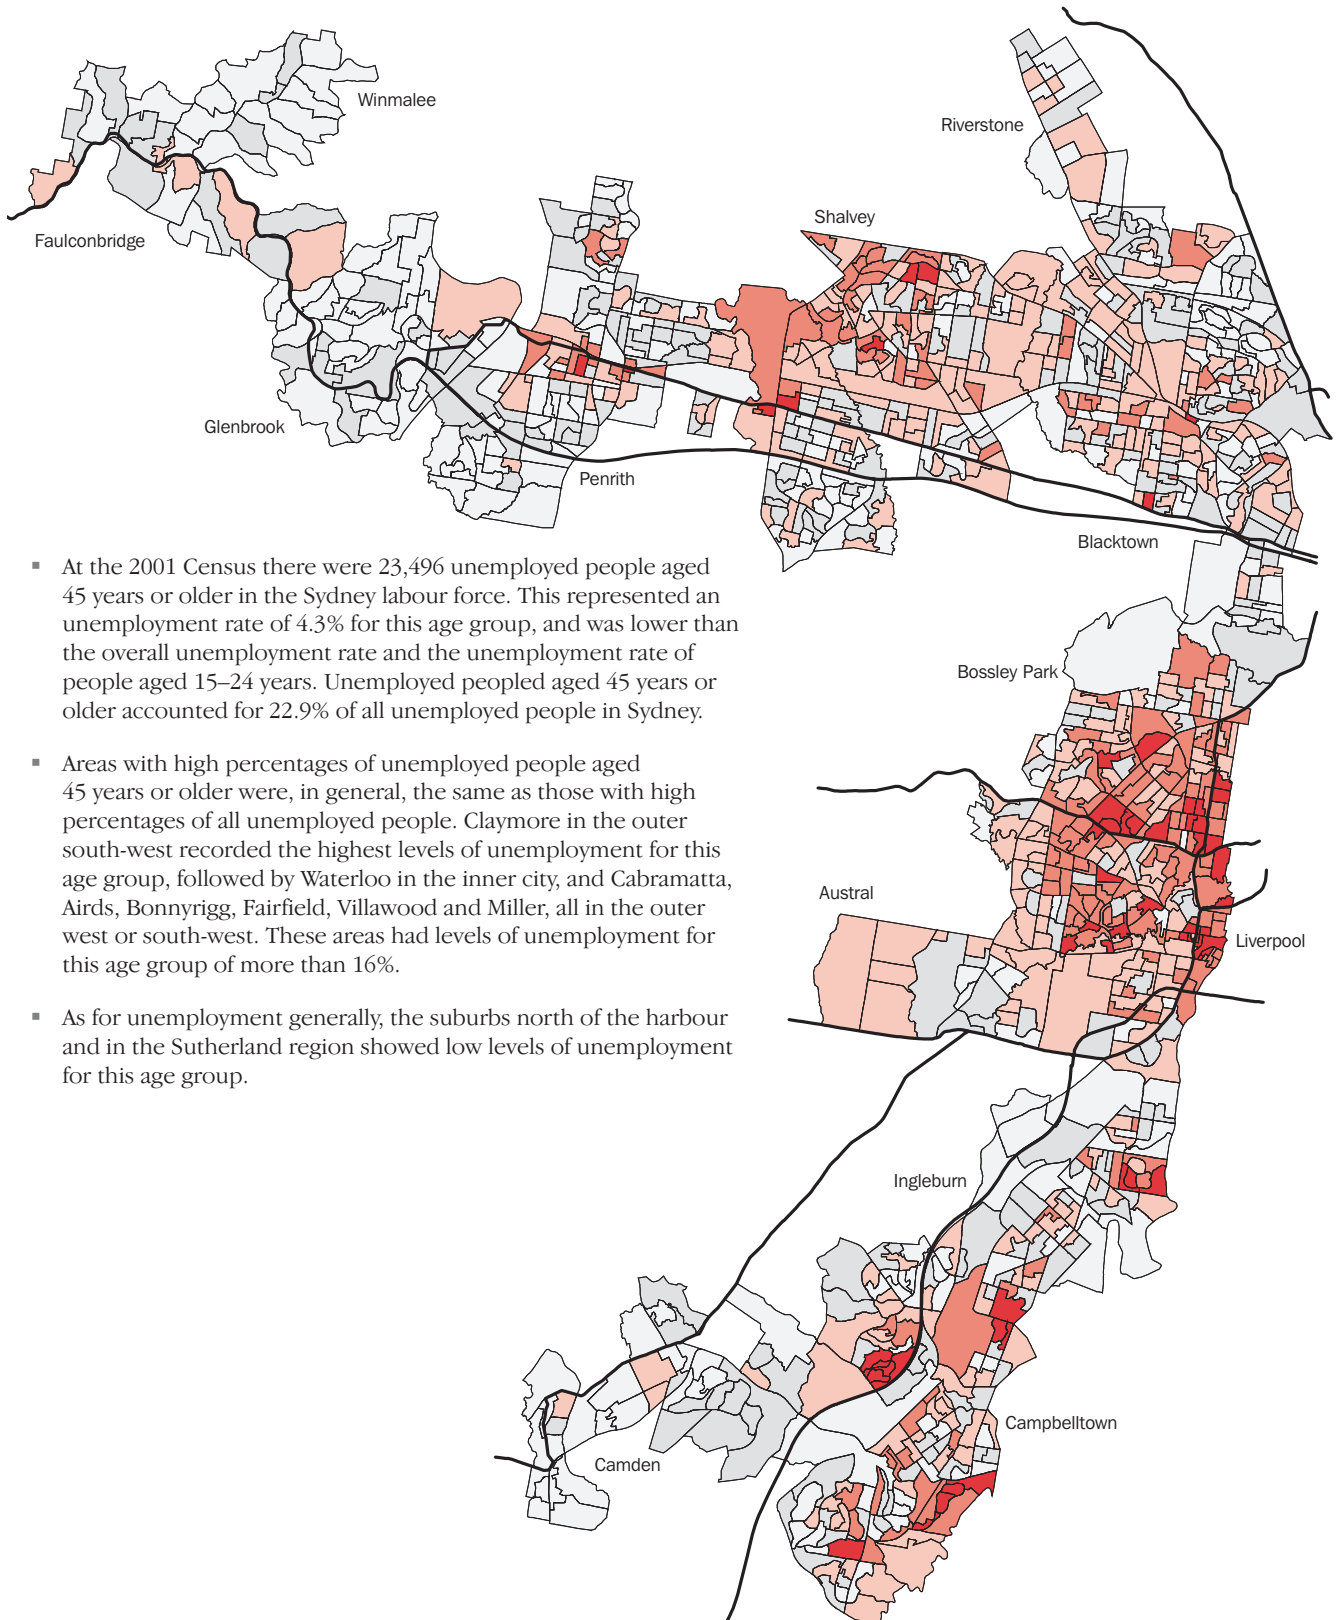 Winmalee
Riverstone
Shalvey
Faulconbridge
Glenbrook
Penrith
Blacktown
▪ At the 2001 Census there were 23,496 unemployed people aged
45 years or older in the Sydney labour force. This represented an
unemployment rate of 4.3% for this age group, and was lower than
the overall unemployment rate and the unemployment rate of
people aged 15–24 years. Unemployed peopled aged 45 years or
older accounted for 22.9% of all unemployed people in Sydney.
▪ Areas with high percentages of unemployed people aged
45 years or older were, in general, the same as those with high
percentages of all unemployed people. Claymore in the outer
south-west recorded the highest levels of unemployment for this
age group, followed by Waterloo in the inner city, and Cabramatta,
Airds, Bonnyrigg, Fairfield, Villawood and Miller, all in the outer
west or south-west. These areas had levels of unemployment for
this age group of more than 16%.
▪ As for unemployment generally, the suburbs north of the harbour
and in the Sutherland region showed low levels of unemployment
for this age group.
Bossley Park
Austral
Liverpool
Ingleburn
Campbelltown
Camden